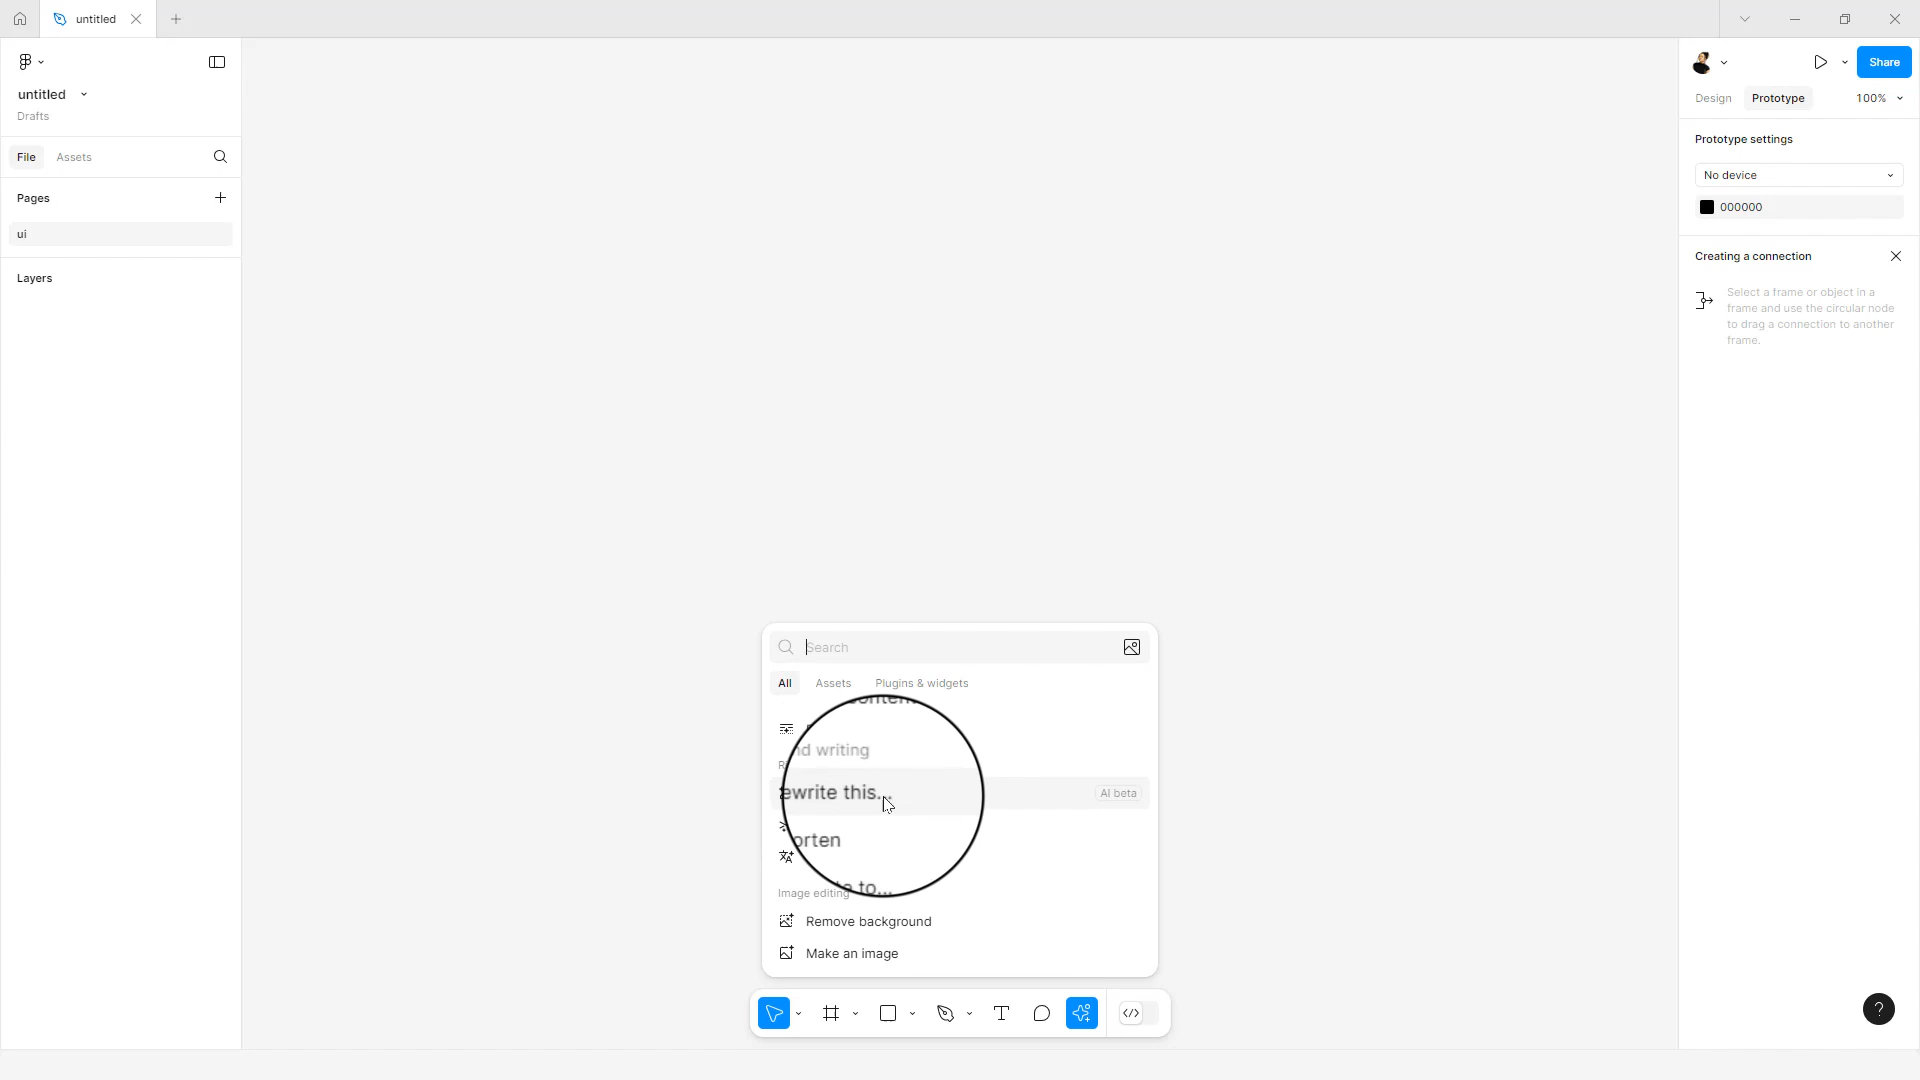 untitled
untitled
Drafts
File Assets
Pages
ui
Layers
Share
Design Prototype 100%
Prototype settings
No device
000000
Creating a connection
Select a frame or object in a
frame and use the circular node
to drag a connection to another
frame.
Search
All Assets Plugins & widgets
nd writing
ewrite this...
AI beta
orten
to...
Image editing
Remove background
Make an image
?